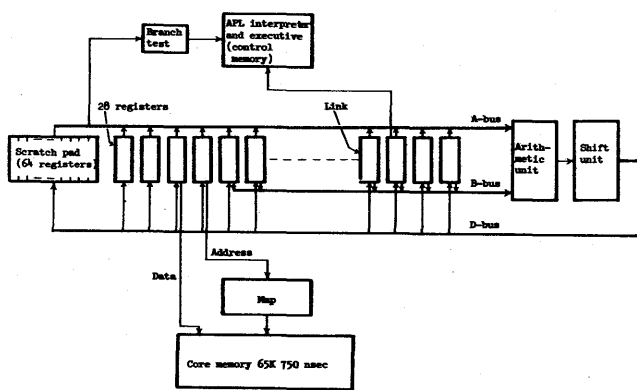 Branch
test
APL interpreter
and executive
(control
memory)
28 registers
Link
A-bus
Scratch pad
(64 registers)
Arith-
metic
unit
Shift
unit
B-bus
D-bus
Address
Data
Map
Core memory 65K 750 nsec